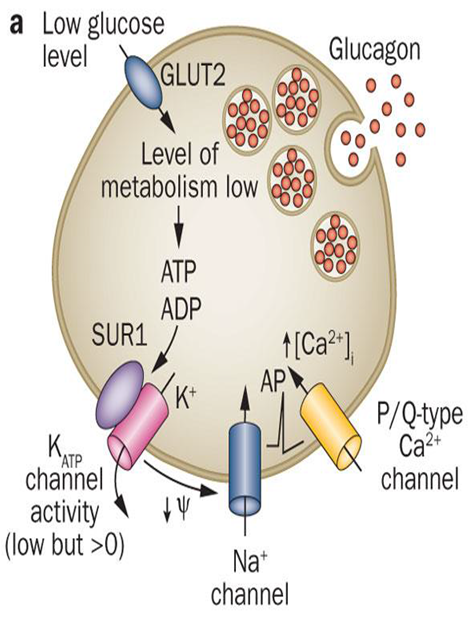 a Low glucose
level
GLUT2
Glucagon
Level of
metabolism low
ATP
ADP
SUR1
K⁺
↑[Ca²⁺]ᵢ
AP
P/Q-type
Ca²⁺
channel
K_ATP
channel
activity
(low but >0)
↓Ψ
Na⁺
channel